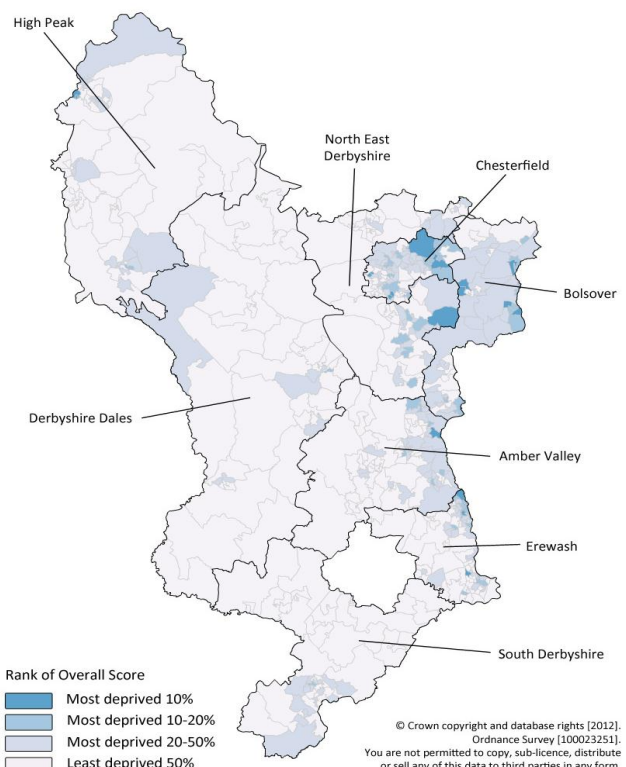 High Peak
North East
Derbyshire
Chesterfield
Bolsover
Derbyshire Dales
Amber Valley
Erewash
South Derbyshire
Rank of Overall Score
Most deprived 10%
Most deprived 10-20%
Most deprived 20-50%
Least deprived 50%
© Crown copyright and database rights [2012].
Ordnance Survey [100023251].
You are not permitted to copy, sub-licence, distribute
or sell any of this data to third parties in any form.